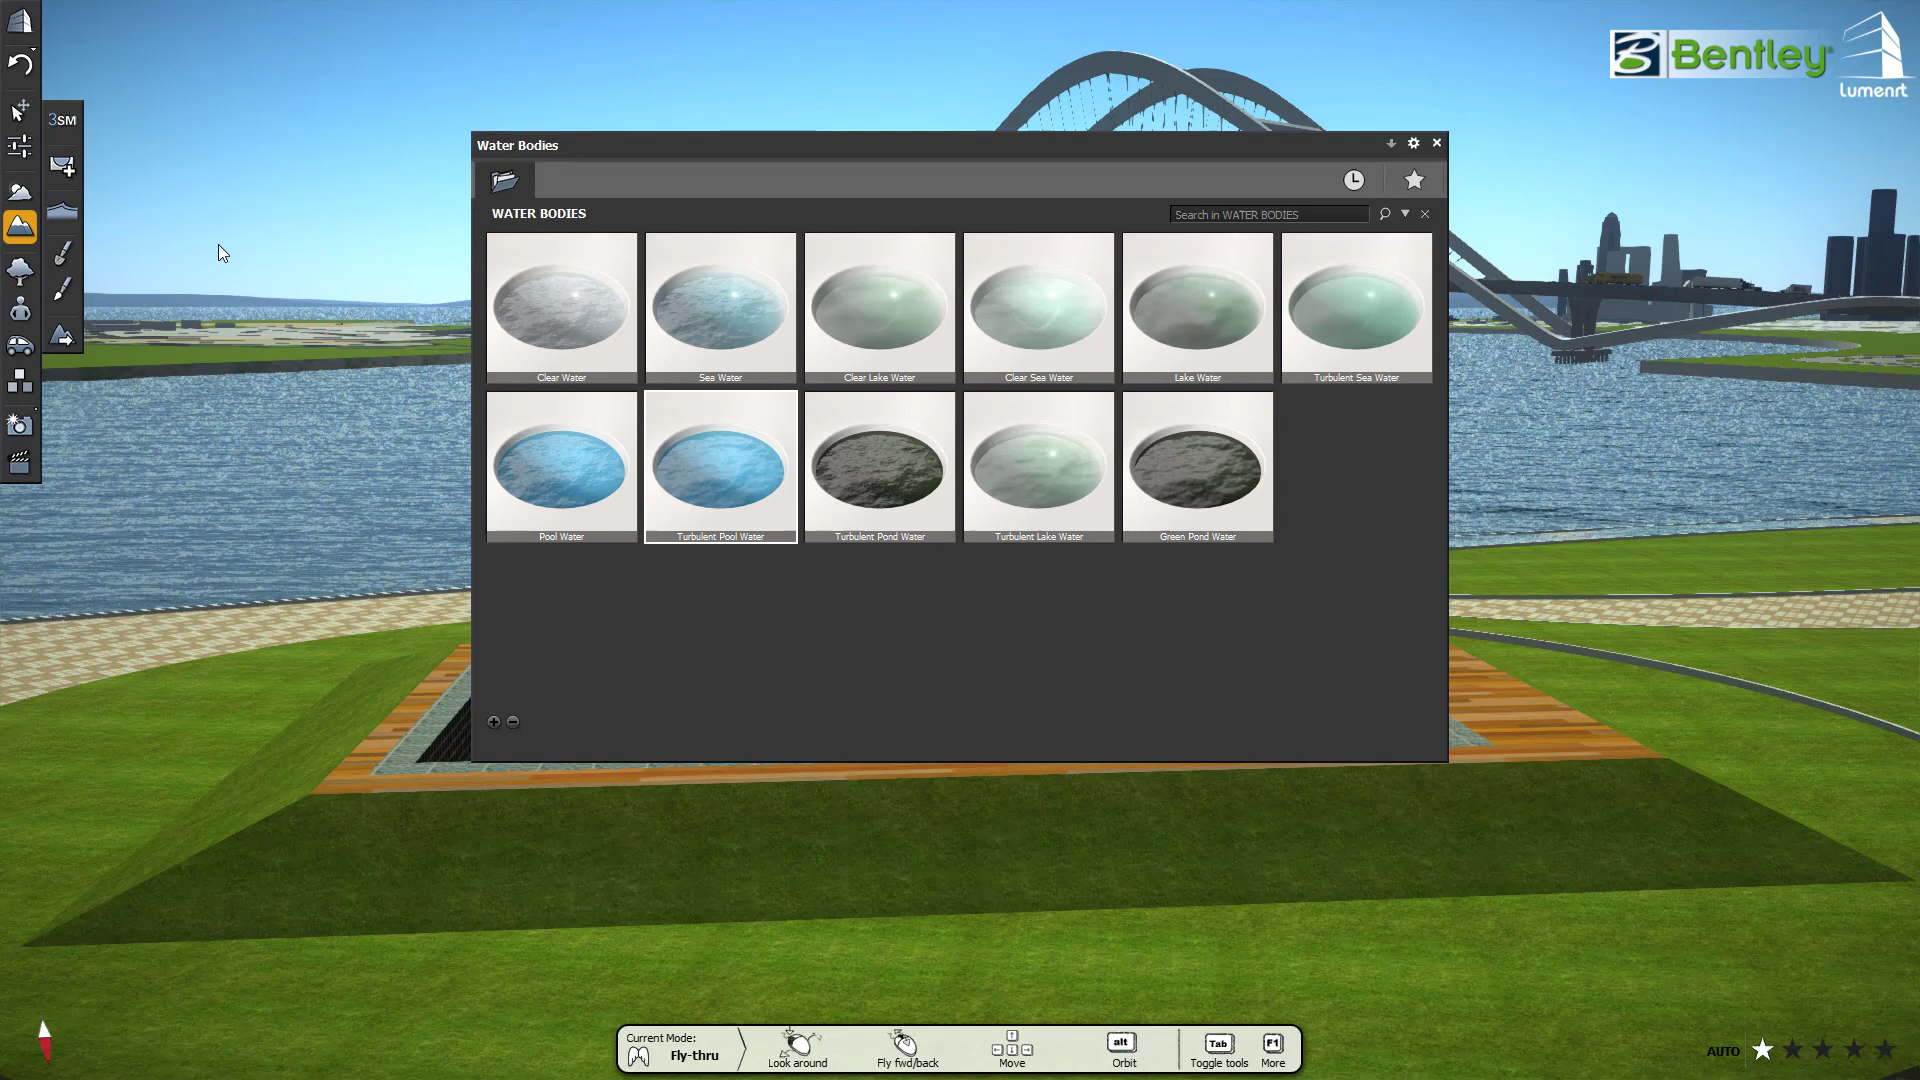 Bentley
lumenrt
3SM
Water Bodies
WATER BODIES
Search in WATER BODIES
Clear Water
Sea Water
Clear Lake Water
Clear Sea Water
Lake Water
Turbulent Sea Water
Pool Water
Turbulent Pool Water
Turbulent Pond Water
Turbulent Lake Water
Green Pond Water
Current Mode:
Fly-thru
Look around
Fly fwd/back
Move
alt
Orbit
Tab
Toggle tools
F1
More
AUTO